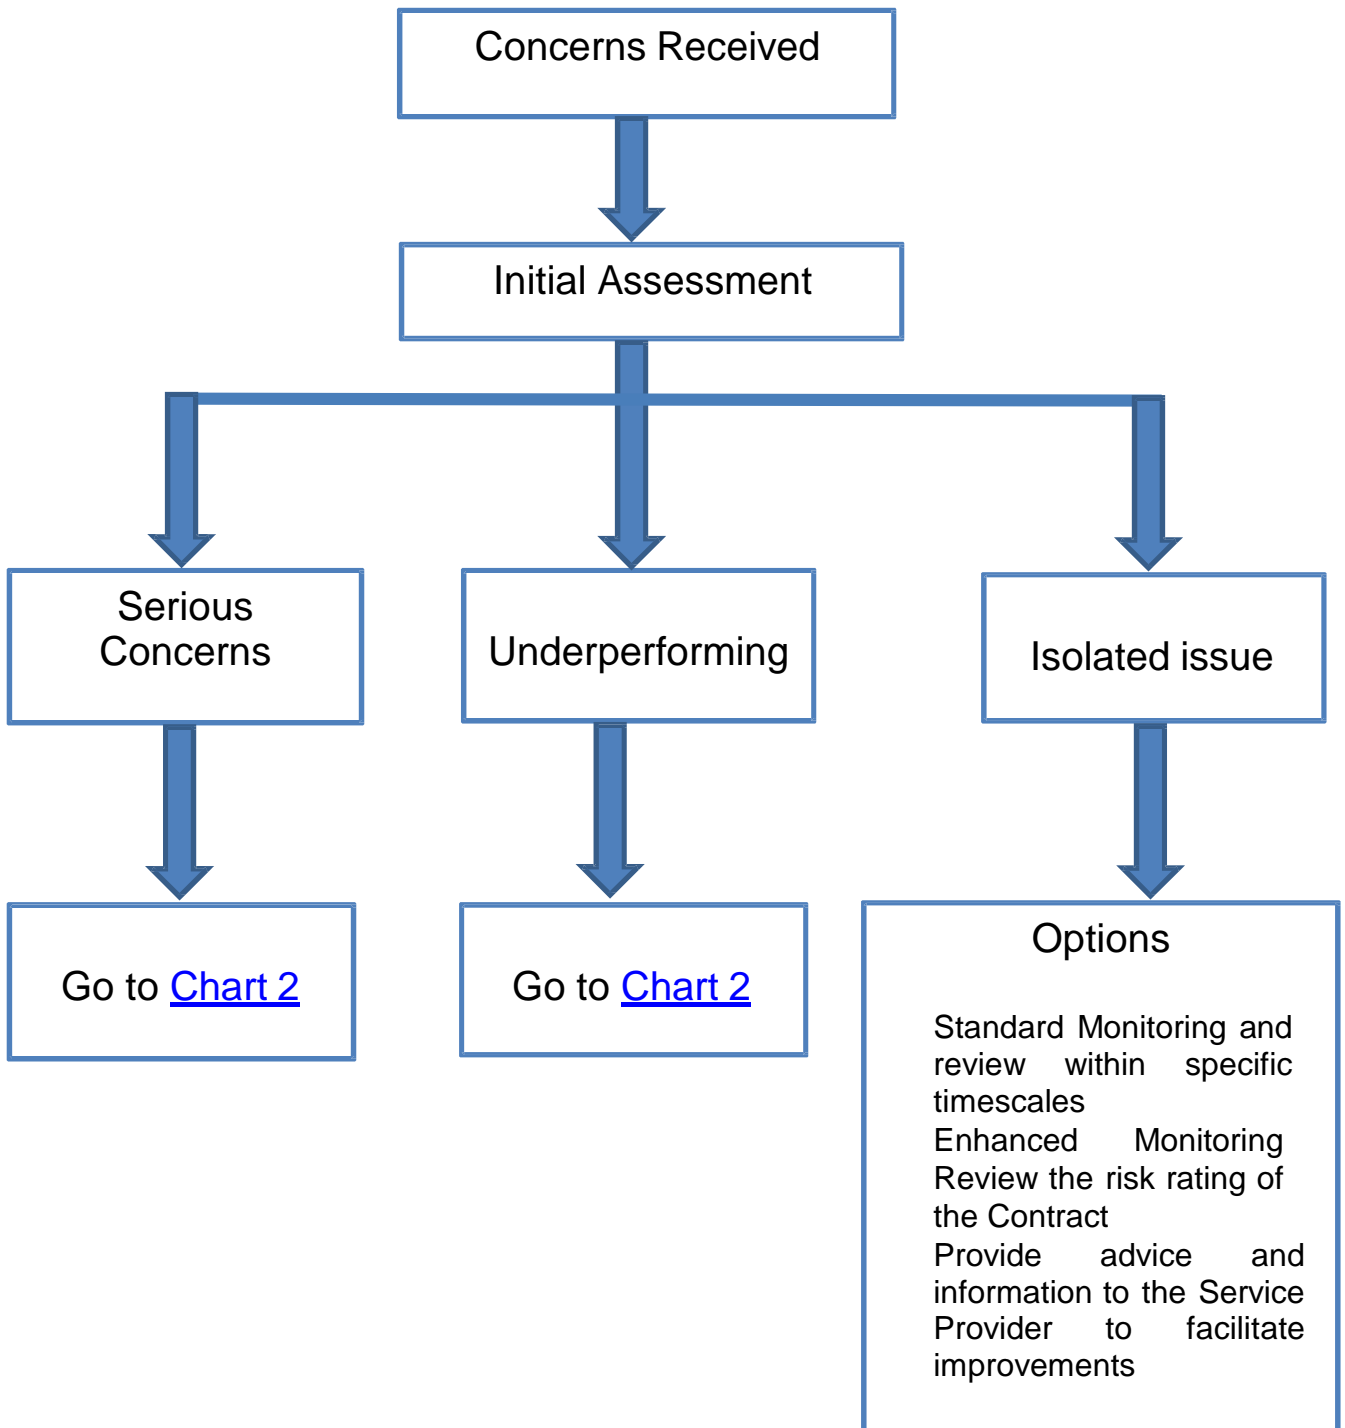 Concerns Received
Initial Assessment
Serious
Concerns
Underperforming
Isolated issue
Go to Chart 2
Go to Chart 2
Options
Standard Monitoring and
review within specific
timescales
Enhanced Monitoring
Review the risk rating of
the Contract
Provide advice and
information to the Service
Provider to facilitate
improvements